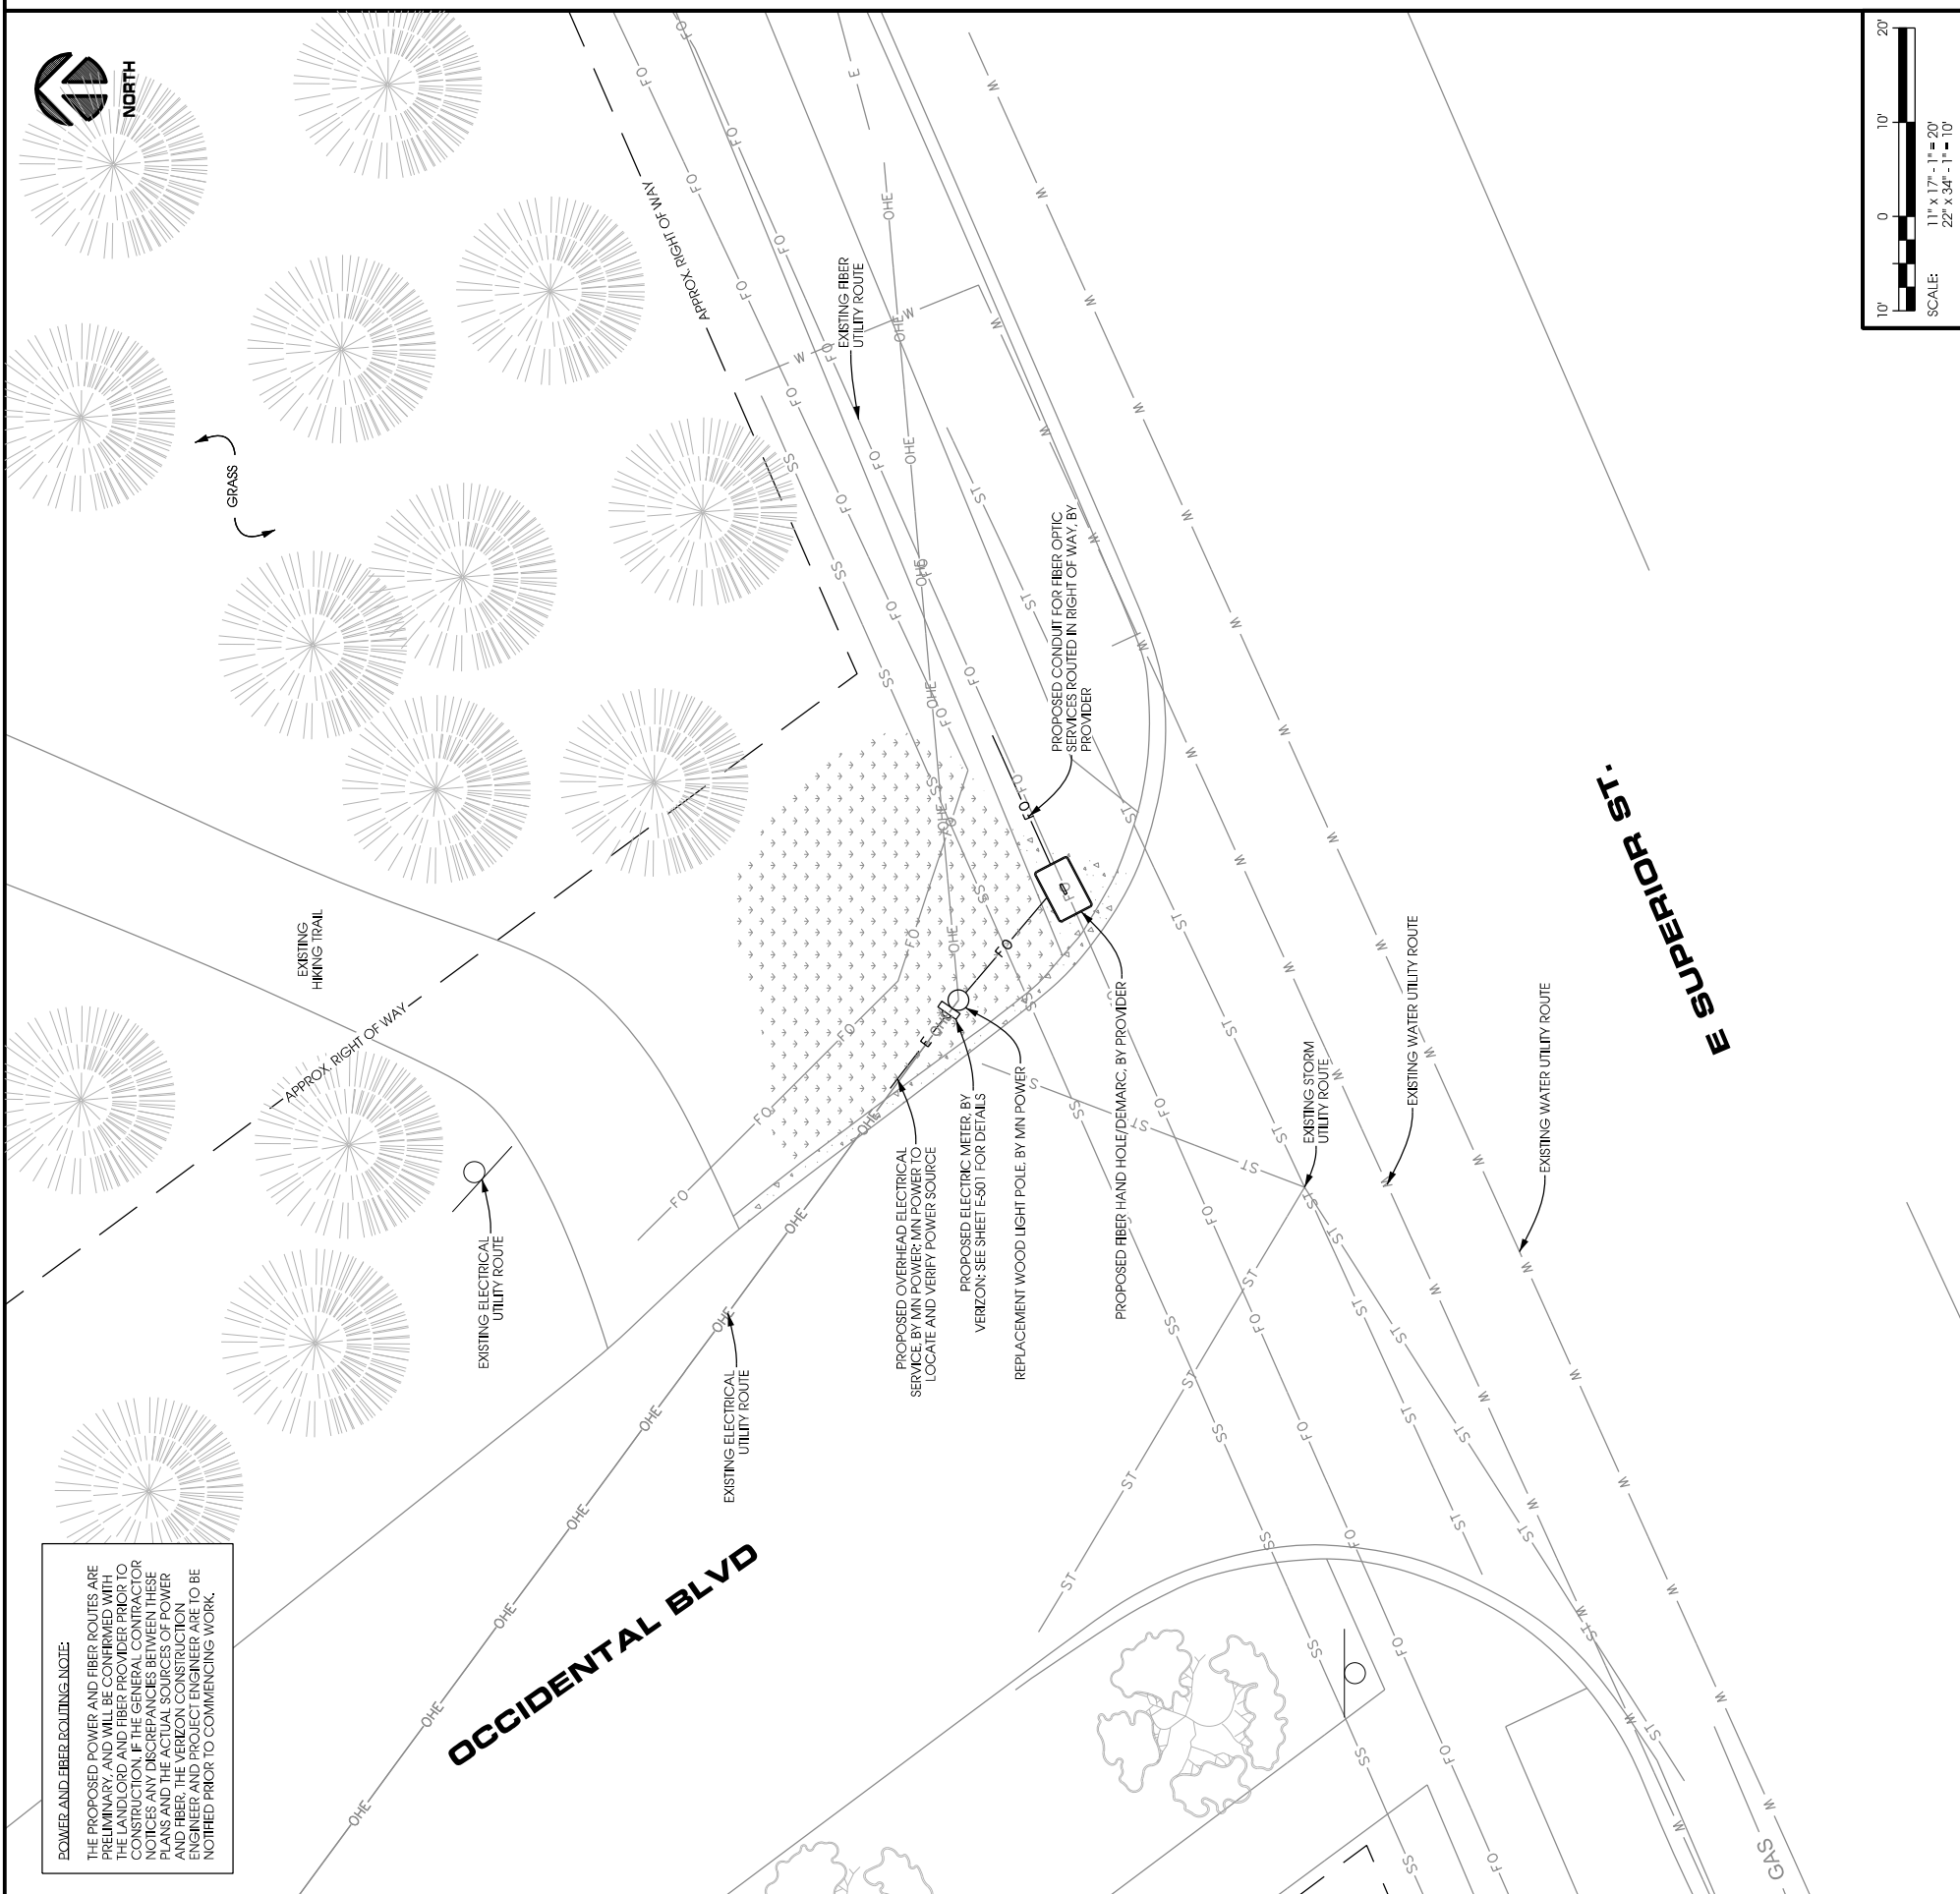 POWER AND FIBER ROUTING NOTE:
THE PROPOSED POWER AND FIBER ROUTES ARE
PRELIMINARY, AND WILL BE CONFIRMED WITH
THE LANDLORD AND FIBER PROVIDER PRIOR TO
CONSTRUCTION. IF THE GENERAL CONTRACTOR
NOTICES ANY DISCREPANCIES BETWEEN THESE
PLANS AND THE ACTUAL SOURCES OF POWER
AND FIBER, THE VERIZON CONSTRUCTION
ENGINEER AND PROJECT ENGINEER ARE TO BE
NOTIFIED PRIOR TO COMMENCING WORK.
NORTH
GRASS
EXISTING
HIKING TRAIL
APPROX. RIGHT OF WAY
APPROX. RIGHT OF WAY
EXISTING ELECTRICAL
UTILITY ROUTE
EXISTING ELECTRICAL
UTILITY ROUTE
EXISTING FIBER
UTILITY ROUTE
PROPOSED OVERHEAD ELECTRICAL
SERVICE, BY MN POWER; MN POWER TO
LOCATE AND VERIFY POWER SOURCE
PROPOSED ELECTRIC METER, BY
VERIZON; SEE SHEET E-501 FOR DETAILS
REPLACEMENT WOOD LIGHT POLE, BY MN POWER
PROPOSED CONDUIT FOR FIBER OPTIC
SERVICES ROUTED IN RIGHT OF WAY, BY
PROVIDER
PROPOSED FIBER HAND HOLE/DEMARC, BY PROVIDER
EXISTING STORM
UTILITY ROUTE
EXISTING WATER UTILITY ROUTE
EXISTING WATER UTILITY ROUTE
OCCIDENTAL BLVD
E SUPERIOR ST.
GAS
10' 0 10' 20'
SCALE:
11" x 17" - 1" = 20'
22" x 34" - 1" = 10'
OHE
FO
SS
ST
W
E